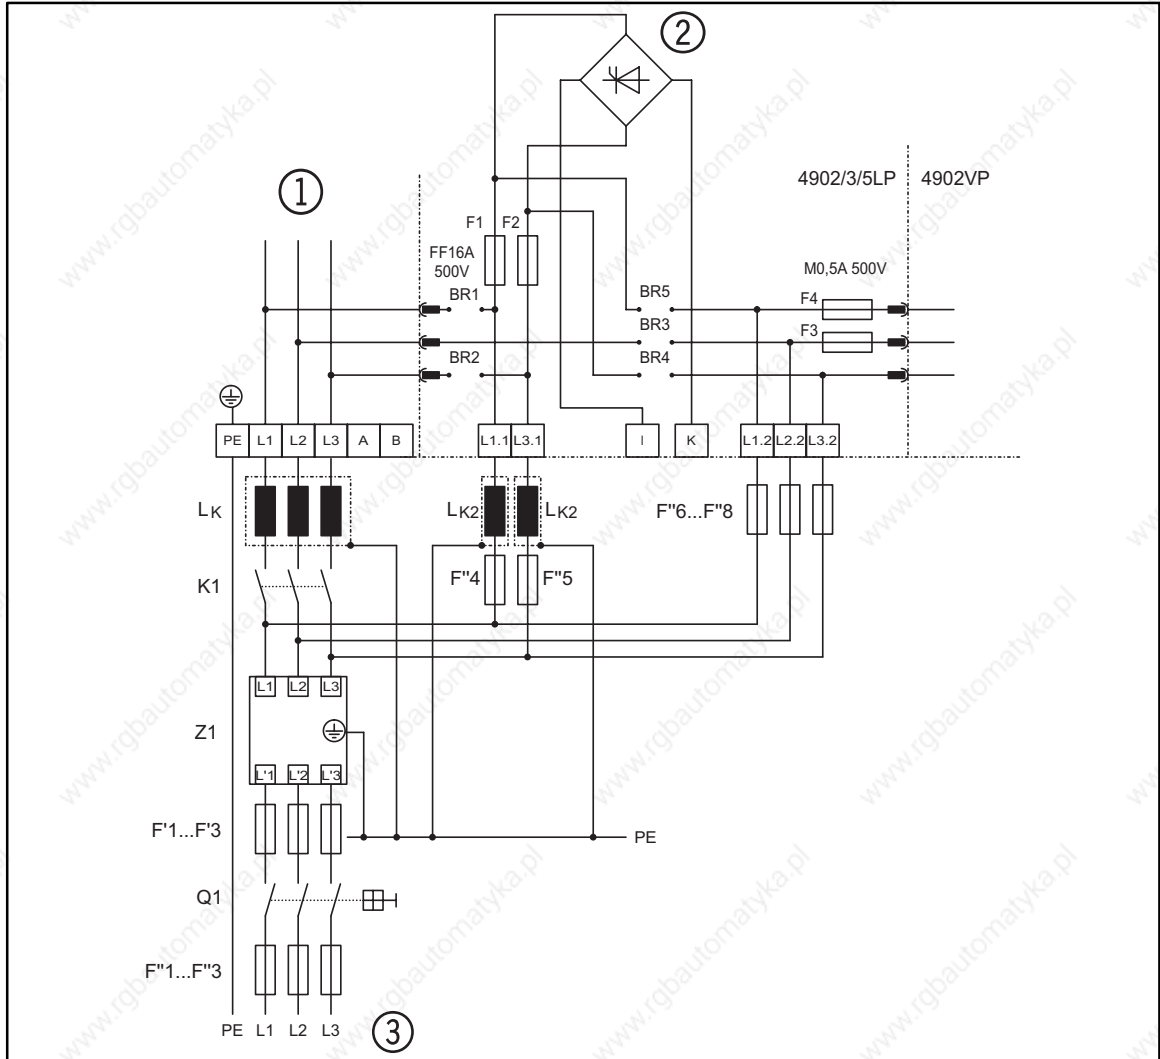 2
1
4902/3/5LP 4902VP
F1 F2
FF16A
500V
M0,5A 500V
BR1 BR5 F4
BR3 F3
BR2 BR4
PE L1 L2 L3 A B L1.1 L3.1 I K L1.2 L2.2 L3.2
LK LK2 LK2 F"6...F"8
K1 F"4 F"5
L1 L2 L3
Z1
L'1 L'2 L'3
F'1...F'3 PE
Q1
F"1...F"3
PE L1 L2 L3 3
www.rgbautomatyka.pl